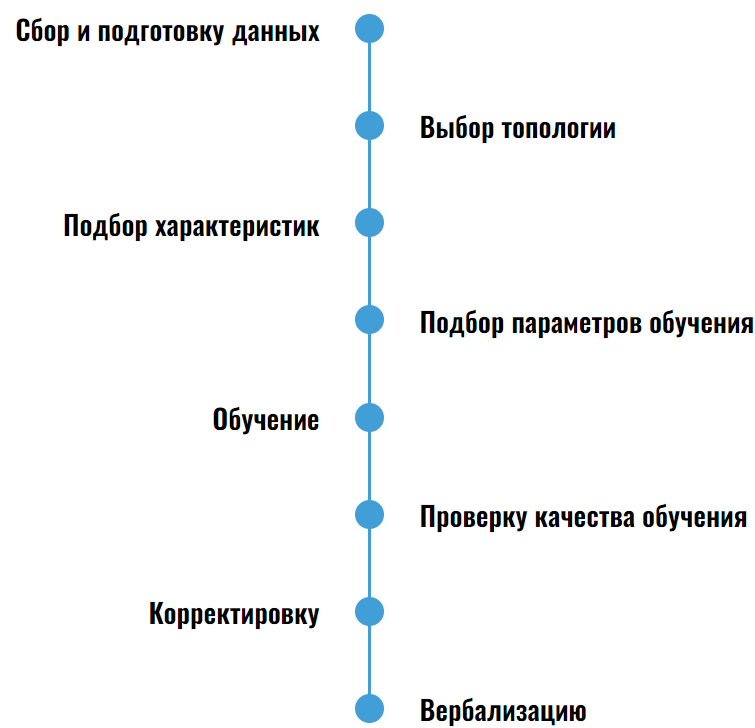 Сбор и подготовку данных
Выбор топологии
Подбор характеристик
Подбор параметров обучения
Обучение
Проверку качества обучения
Корректировку
Вербализацию